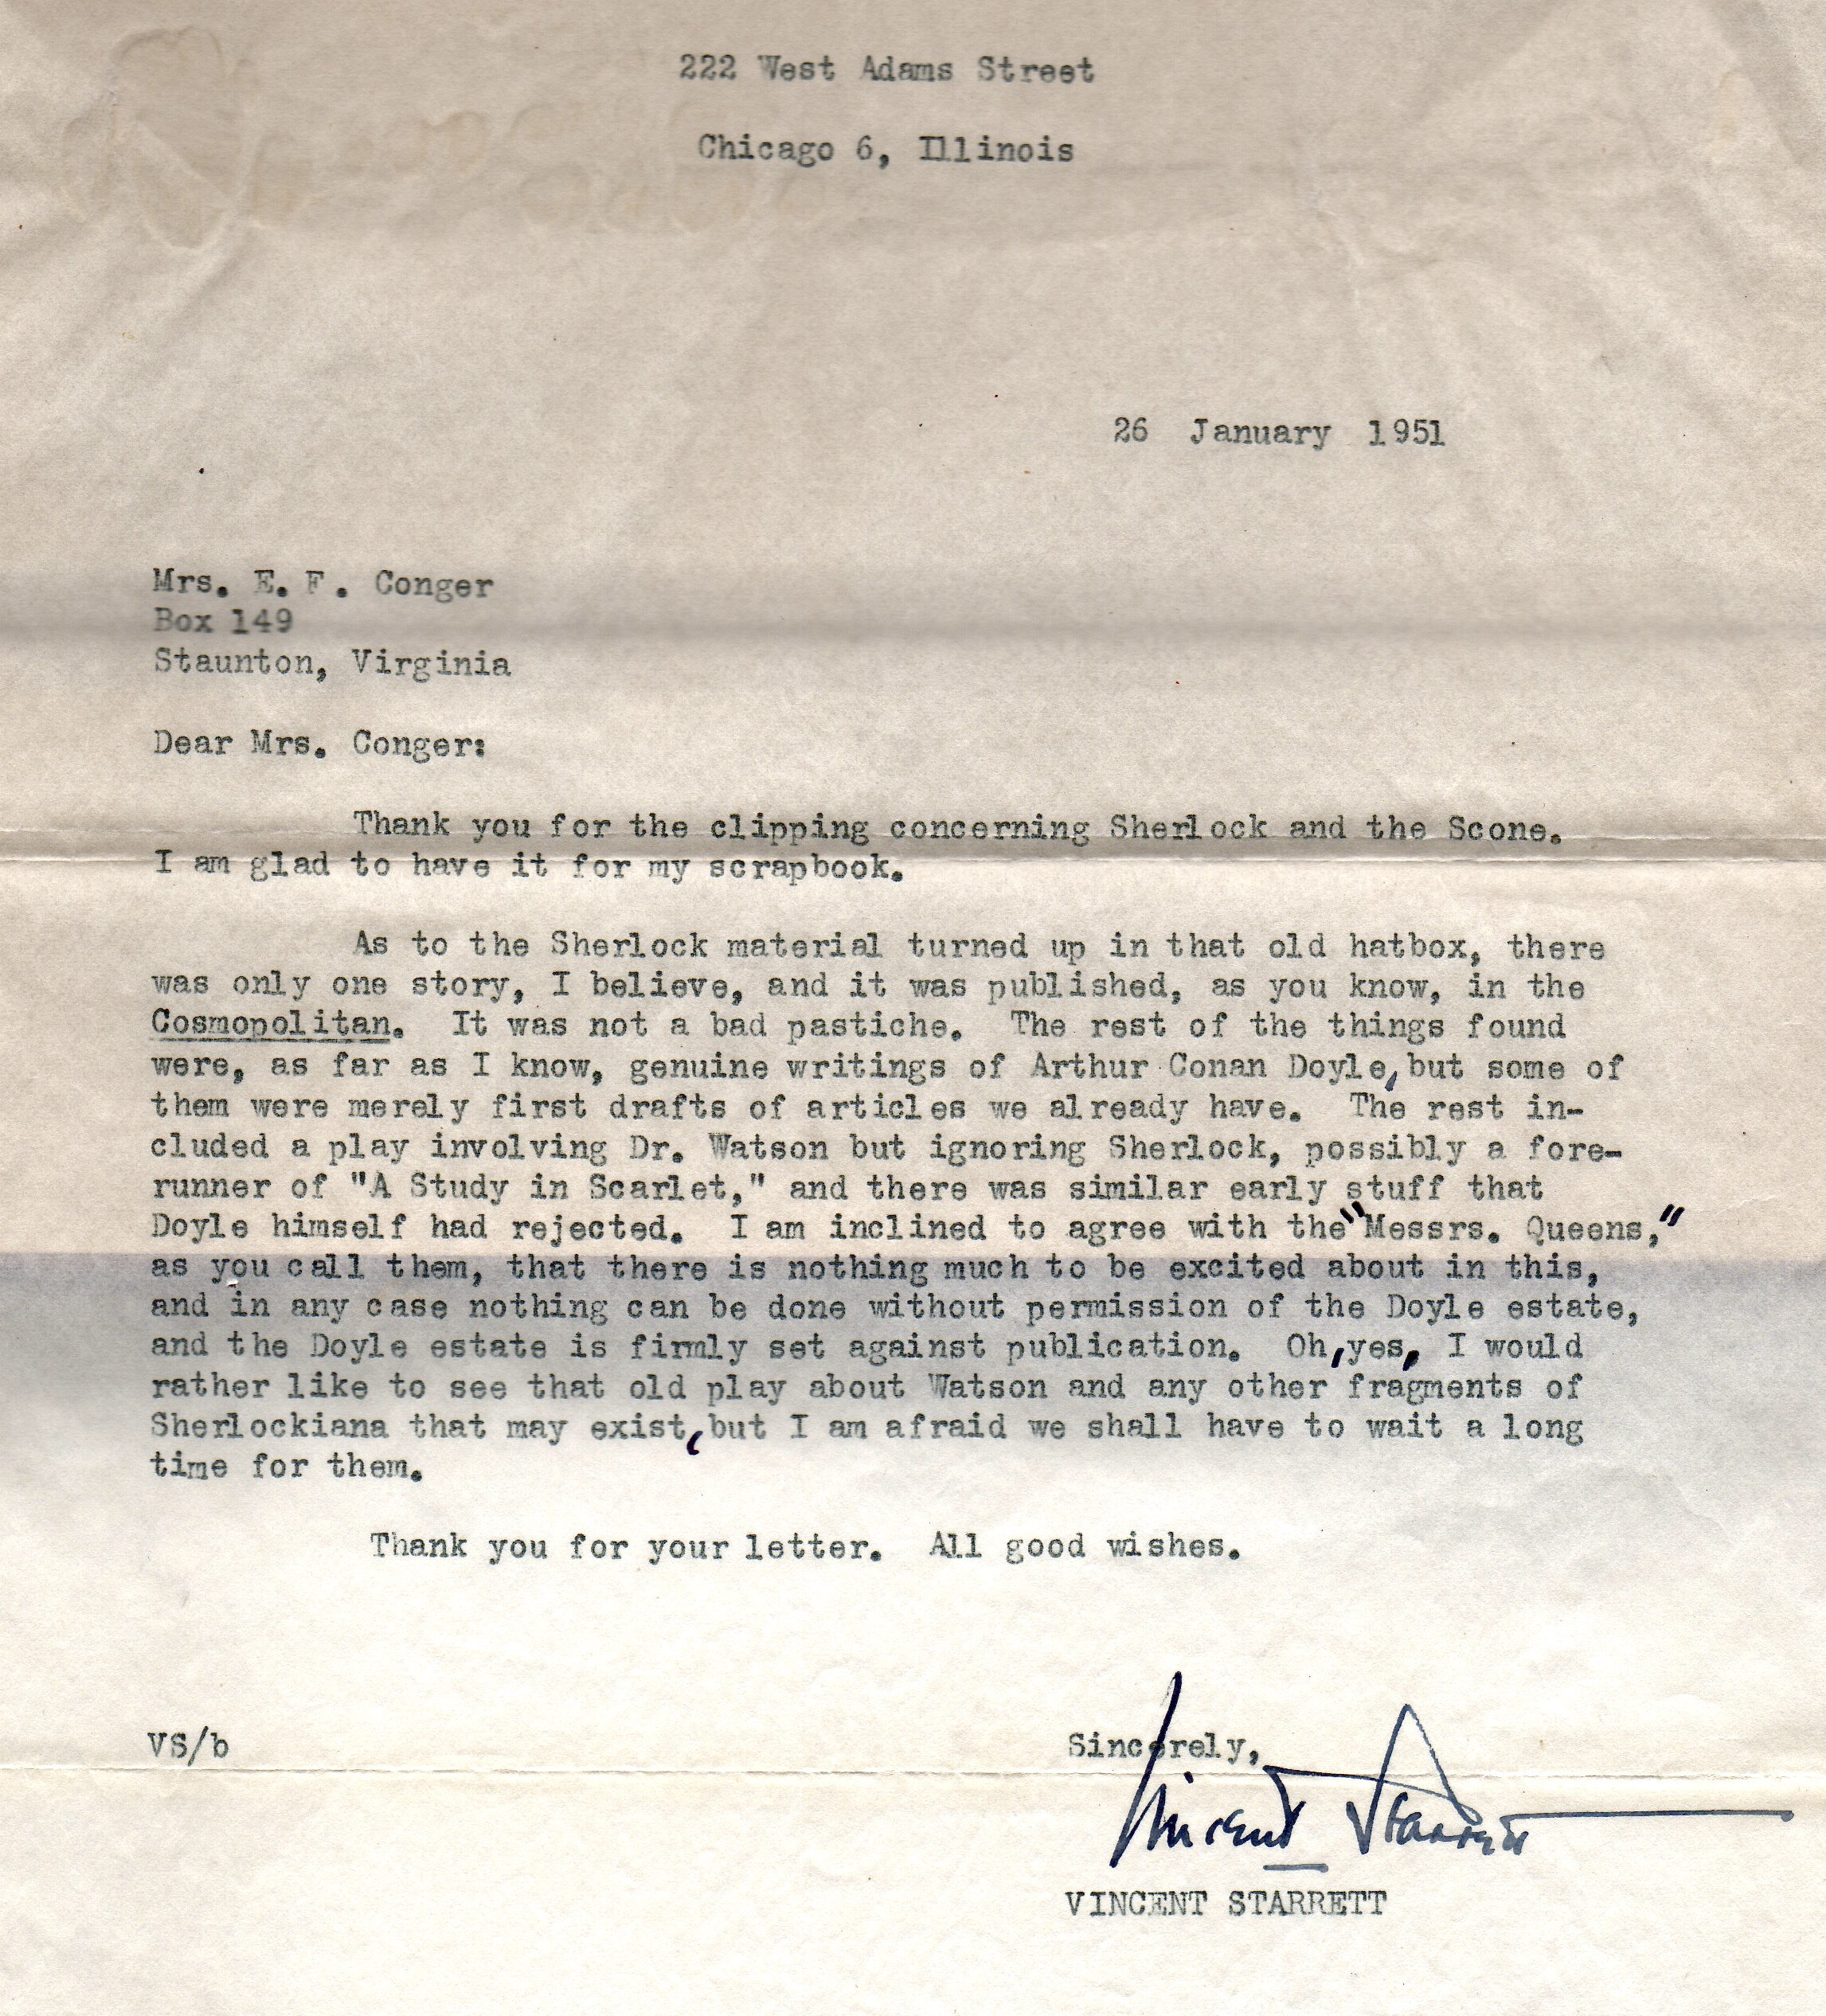 222 West Adams Street
Chicago 6, Illinois
26 January 1951
Mrs. E. F. Conger
Box 149
Staunton, Virginia
Dear Mrs. Conger:
Thank you for the clipping concerning Sherlock and the Scone.
I am glad to have it for my scrapbook.
As to the Sherlock material turned up in that old hatbox, there
was only one story, I believe, and it was published, as you know, in the
Cosmopolitan. It was not a bad pastiche. The rest of the things found
were, as far as I know, genuine writings of Arthur Conan Doyle, but some of
them were merely first drafts of articles we already have. The rest in-
cluded a play involving Dr. Watson but ignoring Sherlock, possibly a fore-
runner of "A Study in Scarlet," and there was similar early stuff that
Doyle himself had rejected. I am inclined to agree with the "Messrs. Queens,"
as you call them, that there is nothing much to be excited about in this,
and in any case nothing can be done without permission of the Doyle estate,
and the Doyle estate is firmly set against publication. Oh, yes, I would
rather like to see that old play about Watson and any other fragments of
Sherlockiana that may exist, but I am afraid we shall have to wait a long
time for them.
Thank you for your letter. All good wishes.
VS/b
Sincerely,
Vincent Starrett
VINCENT STARRETT